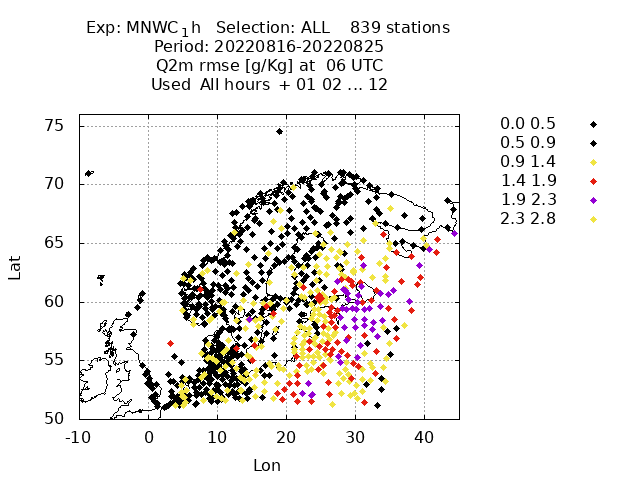 Exp: MNWC_1h   Selection: ALL    839 stations
Period: 20220816-20220825
Q2m rmse [g/Kg] at  06 UTC
Used  All hours  + 01 02 ... 12
0.0 0.5
0.5 0.9
0.9 1.4
1.4 1.9
1.9 2.3
2.3 2.8
75
70
65
60
55
50
Lat
-10 0 10 20 30 40
Lon